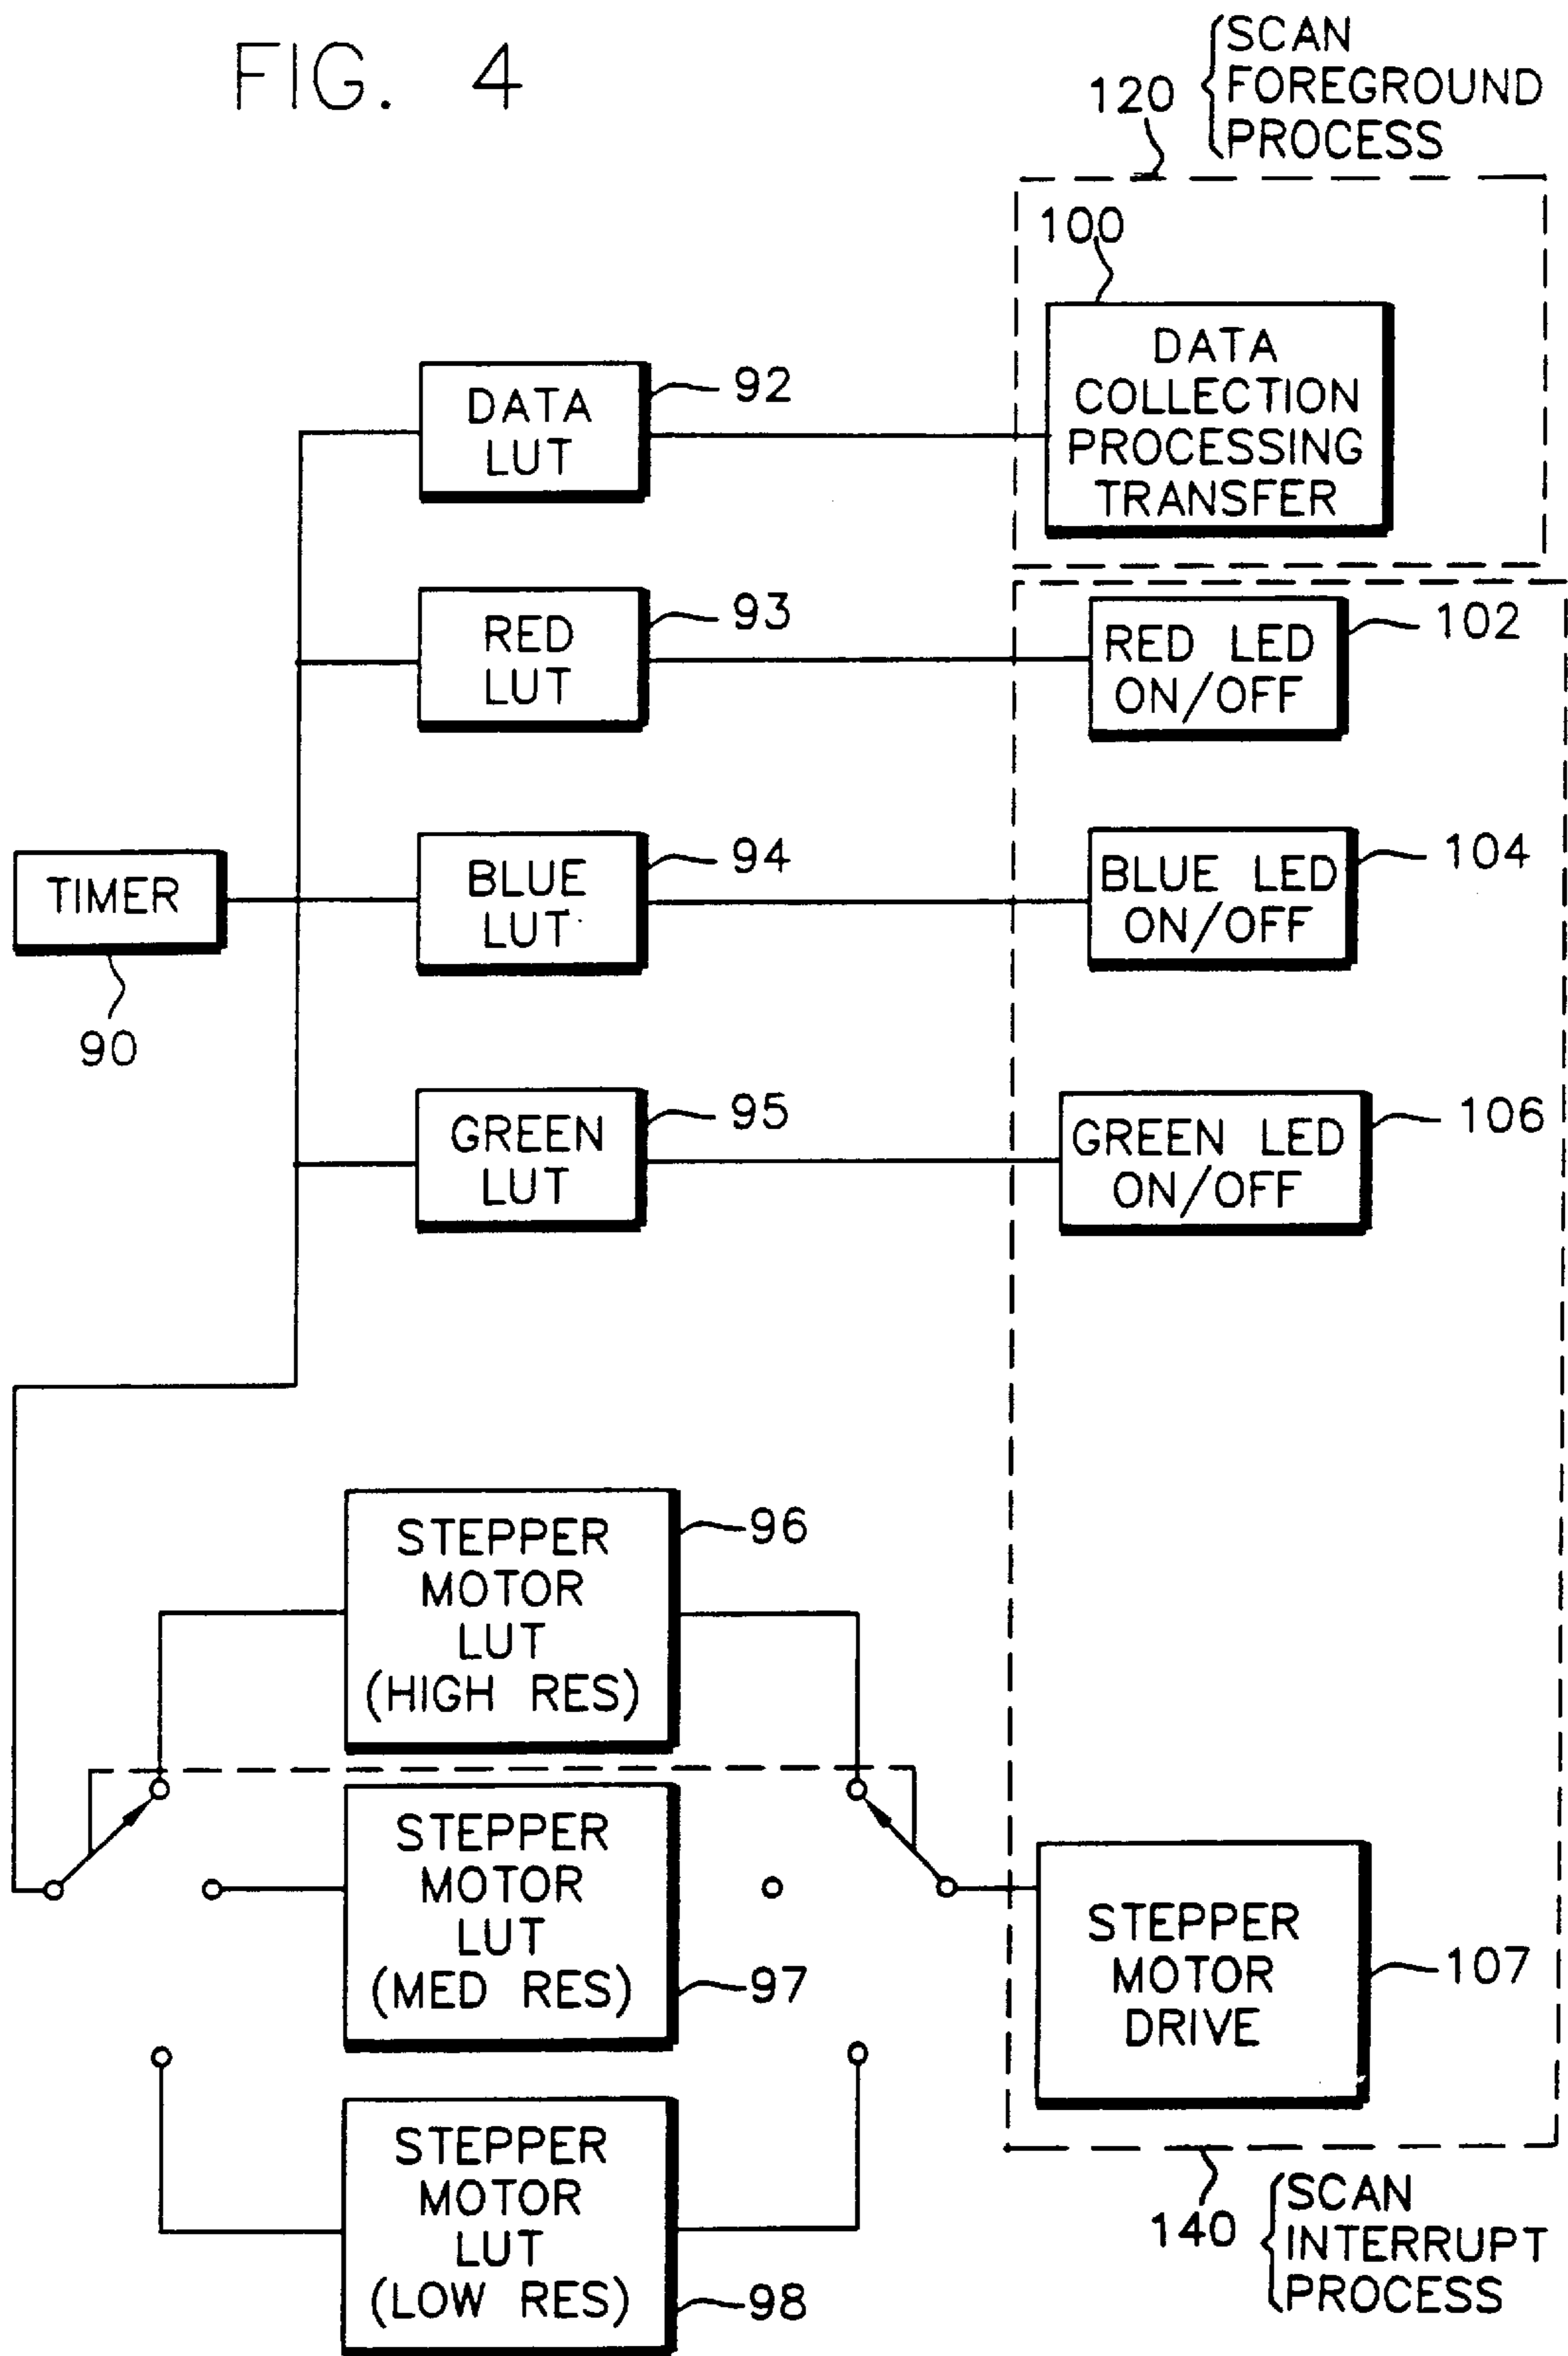 FIG. 4
120
SCAN
FOREGROUND
PROCESS
100
DATA
COLLECTION
PROCESSING
TRANSFER
DATA
LUT
92
RED
LUT
93
RED LED
ON/OFF
102
TIMER
90
BLUE
LUT
94
BLUE LED
ON/OFF
104
GREEN
LUT
95
GREEN LED
ON/OFF
106
STEPPER
MOTOR
LUT
(HIGH RES)
96
STEPPER
MOTOR
LUT
(MED RES)
97
STEPPER
MOTOR
DRIVE
107
STEPPER
MOTOR
LUT
(LOW RES)
98
140
SCAN
INTERRUPT
PROCESS